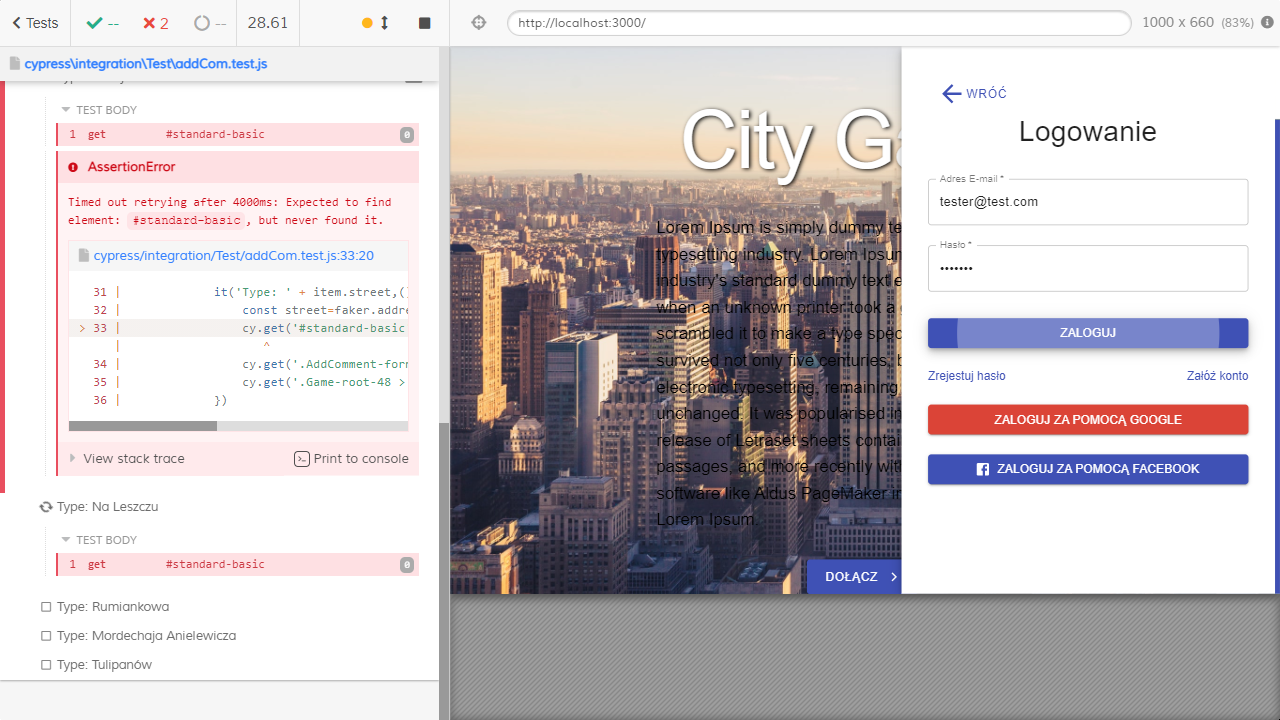 Tests
--
2
--
28.61
http://localhost:3000/
1000 x 660 (83%)
cypress\integration\Test\addCom.test.js
TEST BODY
1 get #standard-basic 0
AssertionError
Timed out retrying after 4000ms: Expected to find
element: #standard-basic, but never found it.
cypress/integration/Test/addCom.test.js:33:20
31 | it('Type: ' + item.street,()
32 | const street=faker.addre
> 33 | cy.get('#standard-basic
| ^
34 | cy.get('.AddComment-form
35 | cy.get('.Game-root-48 >
36 | })
View stack trace
Print to console
Type: Na Leszczu
TEST BODY
1 get #standard-basic 0
Type: Rumiankowa
Type: Mordechaja Anielewicza
Type: Tulipanów
City Ga
Lorem Ipsum is simply dummy te
typesetting industry. Lorem Ipsum
industry's standard dummy text e
when an unknown printer took a g
scrambled it to make a type spec
survived not only five centuries, b
electronic typesetting, remaining
unchanged. It was popularised in
release of Letraset sheets contai
passages, and more recently with
software like Aldus PageMaker in
Lorem Ipsum.
DOŁĄCZ
WRÓĆ
Logowanie
Adres E-mail *
tester@test.com
Hasło *
•••••••
ZALOGUJ
Zrejestuj hasło
Załóź konto
ZALOGUJ ZA POMOCĄ GOOGLE
ZALOGUJ ZA POMOCĄ FACEBOOK